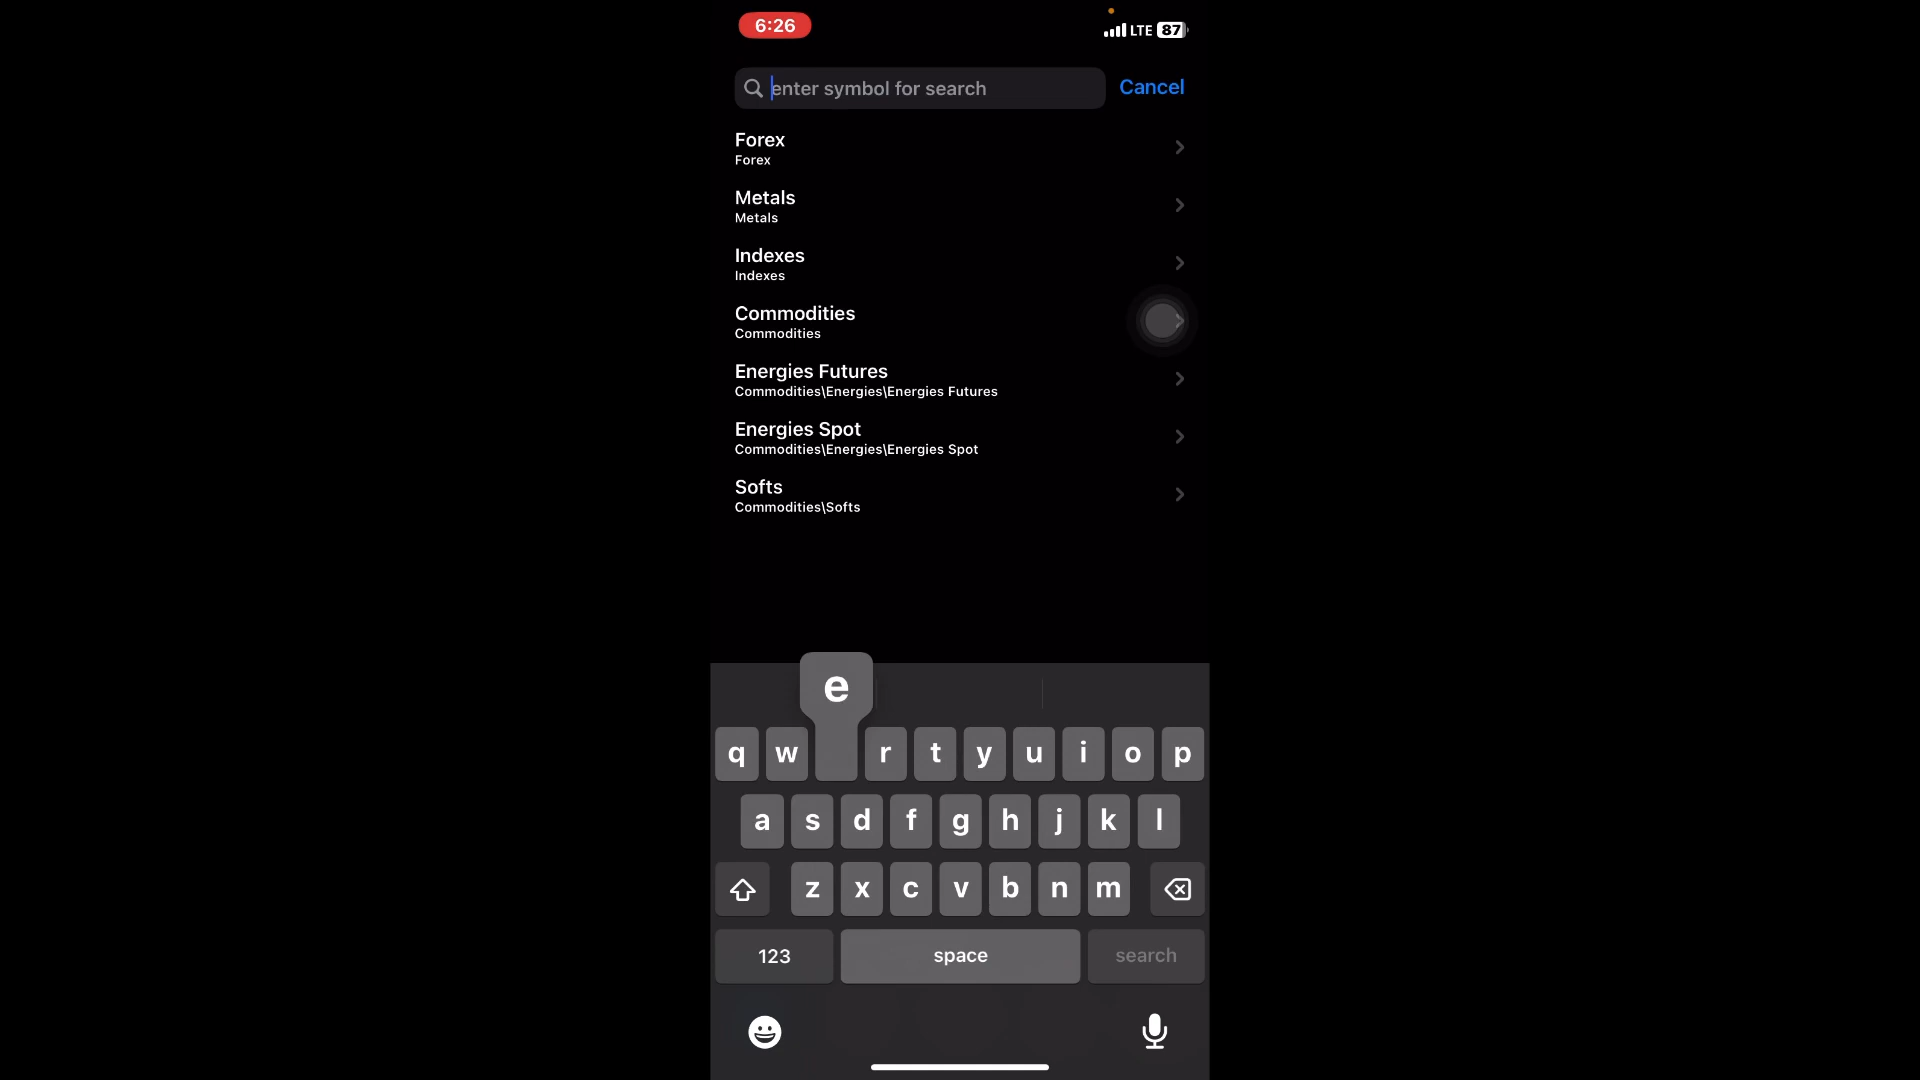 6:26
LTE 87
enter symbol for search
Cancel
Forex
Forex
Metals
Metals
Indexes
Indexes
Commodities
Commodities
Energies Futures
Commodities\Energies\Energies Futures
Energies Spot
Commodities\Energies\Energies Spot
Softs
Commodities\Softs
e
q w r t y u i o p
a s d f g h j k l
z x c v b n m
123 space search